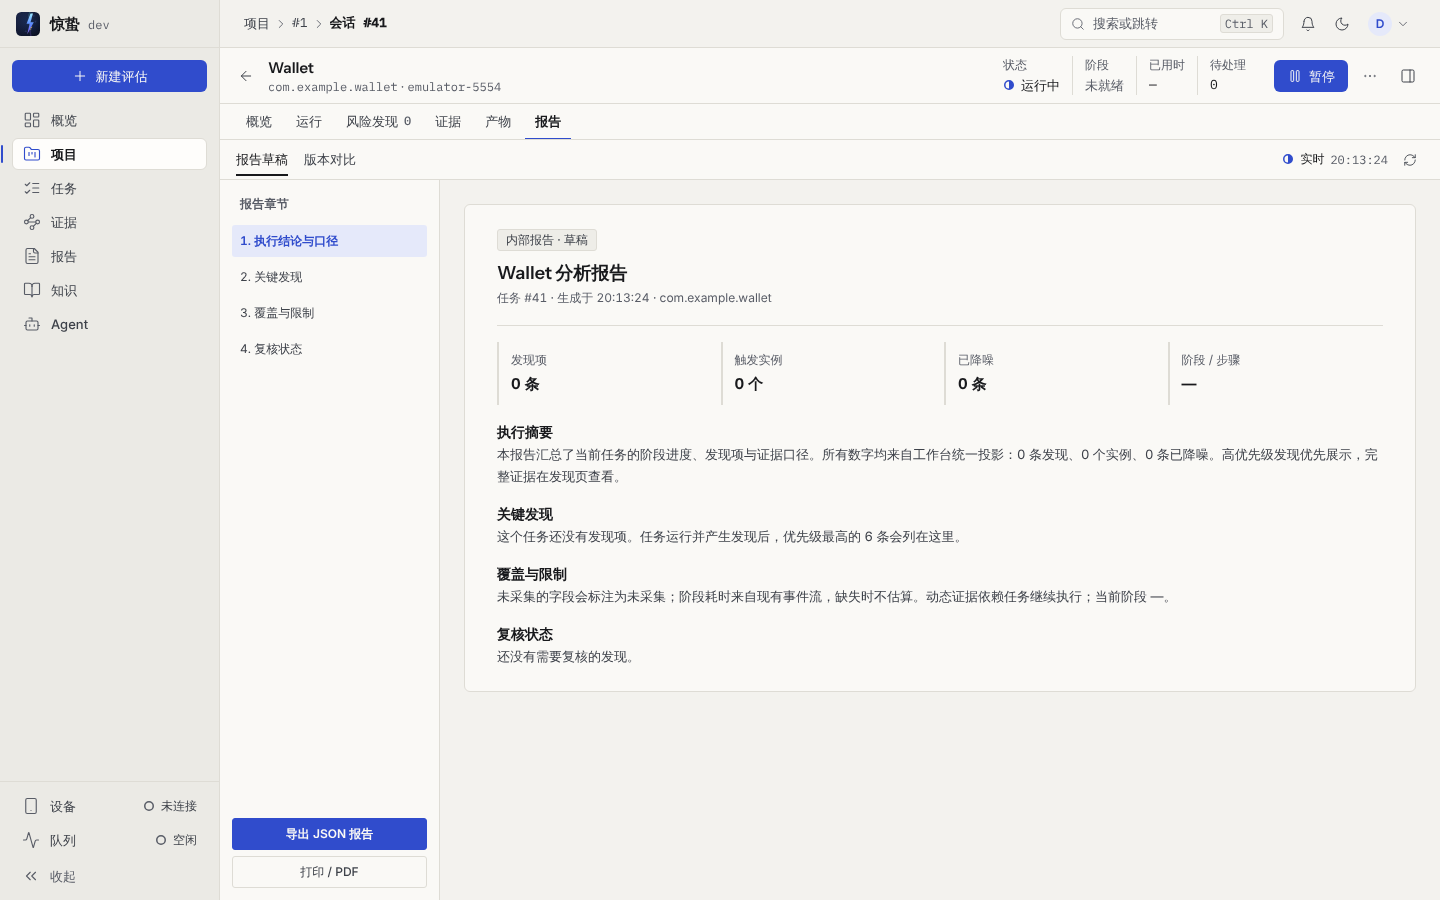 惊蛰 dev
项目 > #1 > 会话 #41
搜索或跳转 Ctrl K
D
新建评估
概览
项目
任务
证据
报告
知识
Agent
设备 未连接
队列 空闲
收起
Wallet
com.example.wallet · emulator-5554
状态 阶段 已用时 待处理
运行中 未就绪 — 0
暂停
概览 运行 风险发现 0 证据 产物 报告
报告草稿 版本对比
实时 20:13:24
报告章节
1. 执行结论与口径
2. 关键发现
3. 覆盖与限制
4. 复核状态
导出 JSON 报告
打印 / PDF
内部报告 · 草稿
Wallet 分析报告
任务 #41 · 生成于 20:13:24 · com.example.wallet
发现项 触发实例 已降噪 阶段 / 步骤
0 条 0 个 0 条 —
执行摘要
本报告汇总了当前任务的阶段进度、发现项与证据口径。所有数字均来自工作台统一投影：0 条发现、0 个实例、0 条已降噪。高优先级发现优先展示，完
整证据在发现页查看。
关键发现
这个任务还没有发现项。任务运行并产生发现后，优先级最高的 6 条会列在这里。
覆盖与限制
未采集的字段会标注为未采集；阶段耗时来自现有事件流，缺失时不估算。动态证据依赖任务继续执行；当前阶段 —。
复核状态
还没有需要复核的发现。